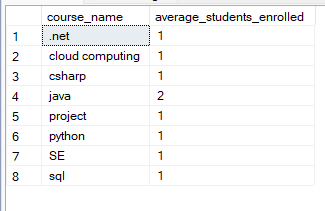 course_name average_students_enrolled
1 .net 1
2 cloud computing 1
3 csharp 1
4 java 2
5 project 1
6 python 1
7 SE 1
8 sql 1